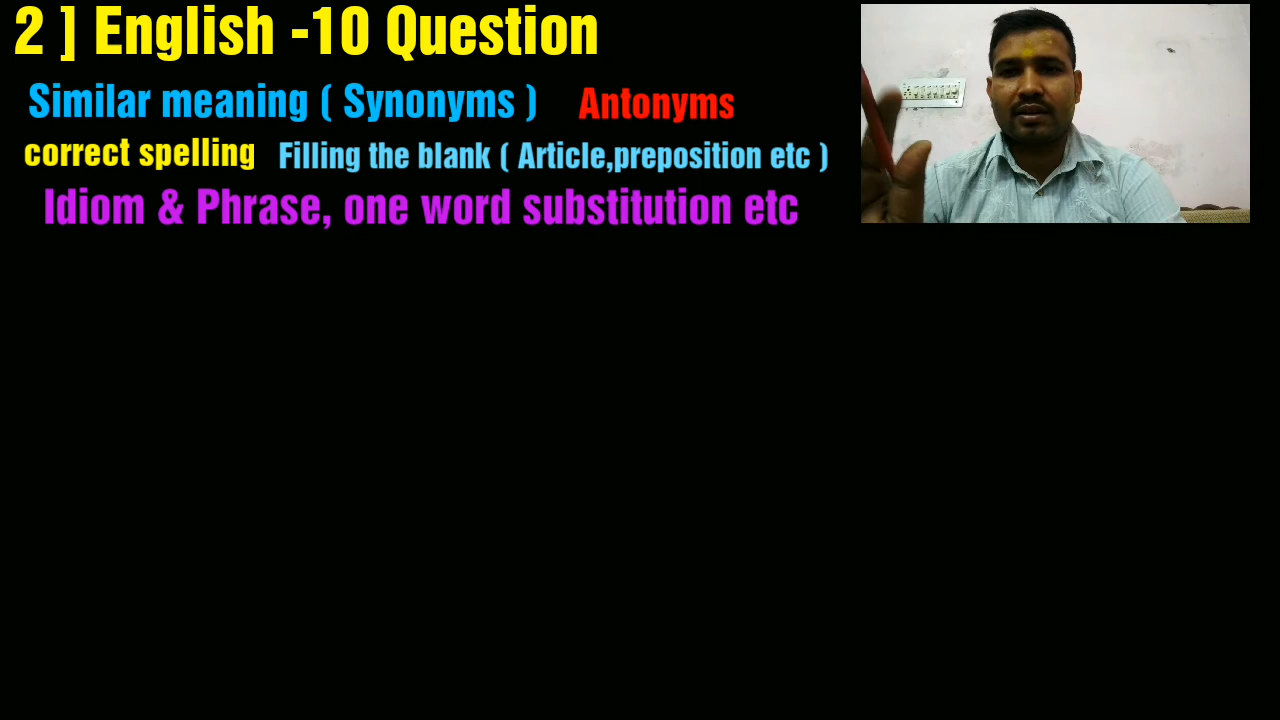 2 ] English -10 Question
Similar meaning ( Synonyms ) Antonyms
correct spelling Filling the blank ( Article,preposition etc )
Idiom & Phrase, one word substitution etc